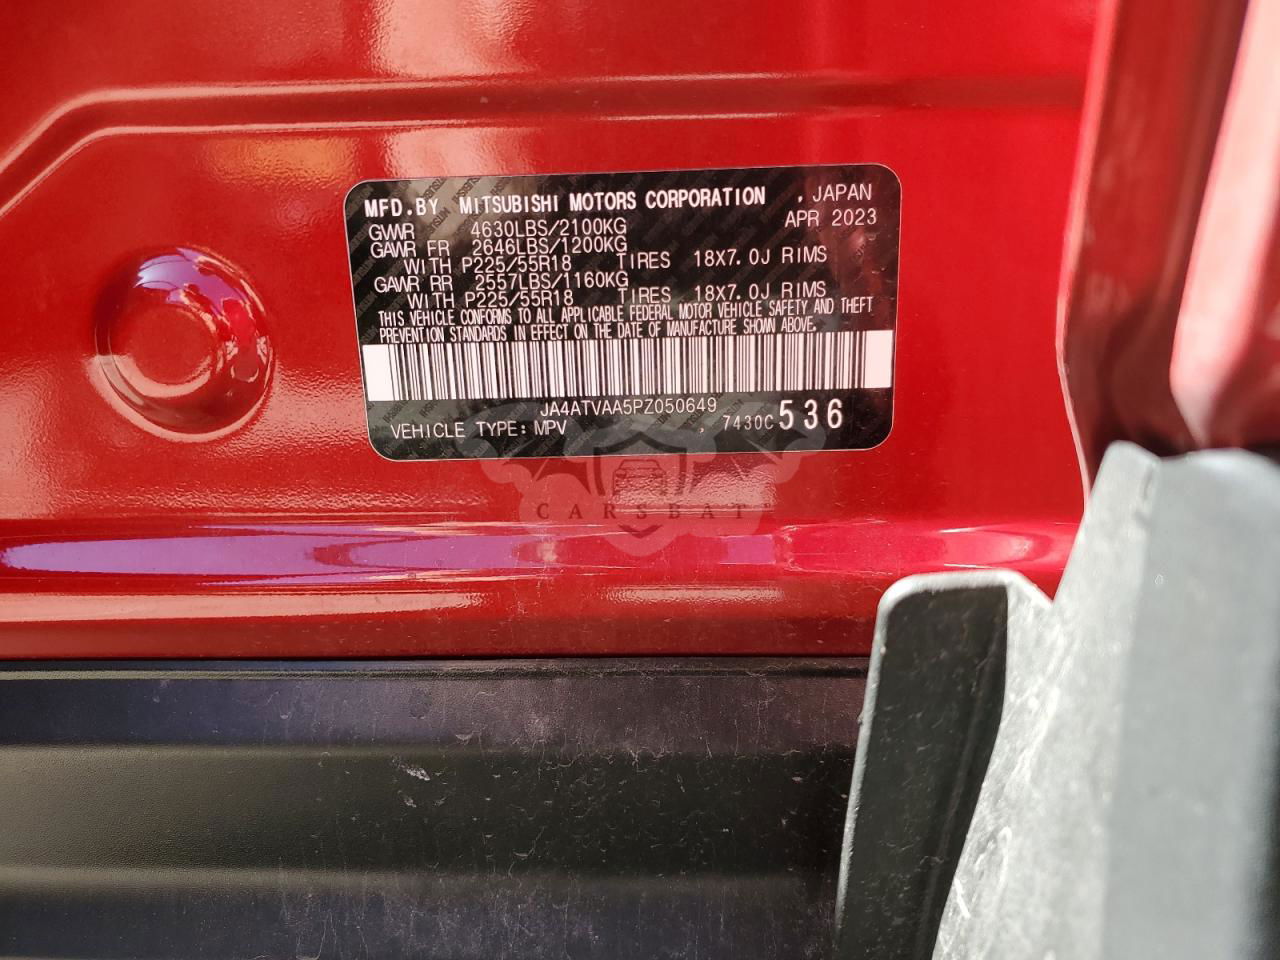 MFD.BY MITSUBISHI MOTORS CORPORATION , JAPAN
GWR 4630LBS/2100KG APR 2023
GAWR FR 2646LBS/1200KG
WITH P225/55R18 TIRES 18X7.0J RIMS
GAWR RR 2557LBS/1160KG
WITH P225/55R18 TIRES 18X7.0J RIMS
THIS VEHICLE CONFORMS TO ALL APPLICABLE FEDERAL MOTOR VEHICLE SAFETY AND THEFT
PREVENTION STANDARDS IN EFFECT ON THE DATE OF MANUFACTURE SHOWN ABOVE.
JA4ATVAA5PZ050649
VEHICLE TYPE: MPV , 7430C 536
CARSBAT